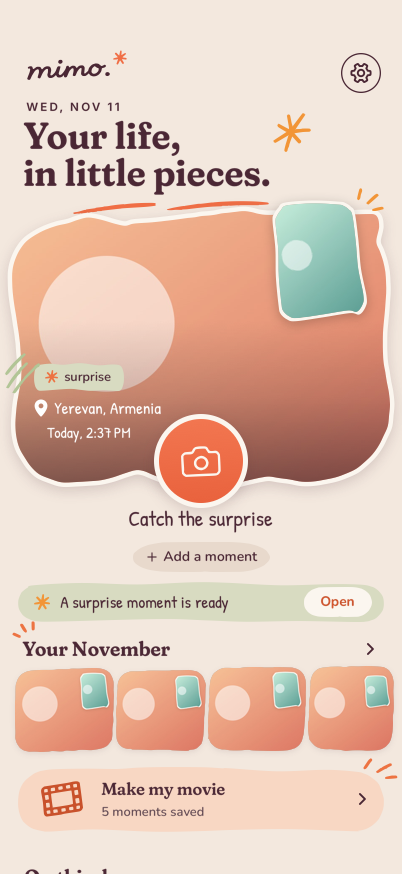 mimo.
WED, NOV 11
Your life,
in little pieces.
surprise
Yerevan, Armenia
Today, 2:37 PM
Catch the surprise
+ Add a moment
A surprise moment is ready
Open
Your November
Make my movie
5 moments saved